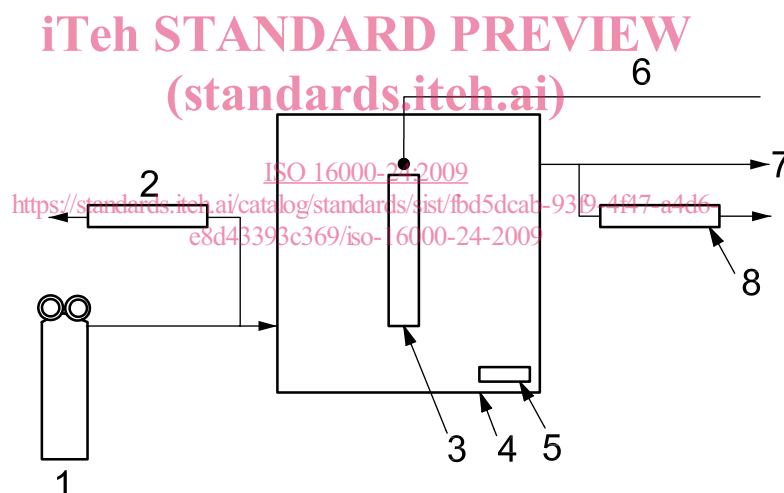 iTeh STANDARD PREVIEW
(standards.iteh.ai)
6
7
ISO 16000-24:2009
2
https://standards.iteh.ai/catalog/standards/sist/fbd5dcab-93f9-4f47-a4d6-
e8d43393c369/iso-16000-24-2009
8
3
4
5
1